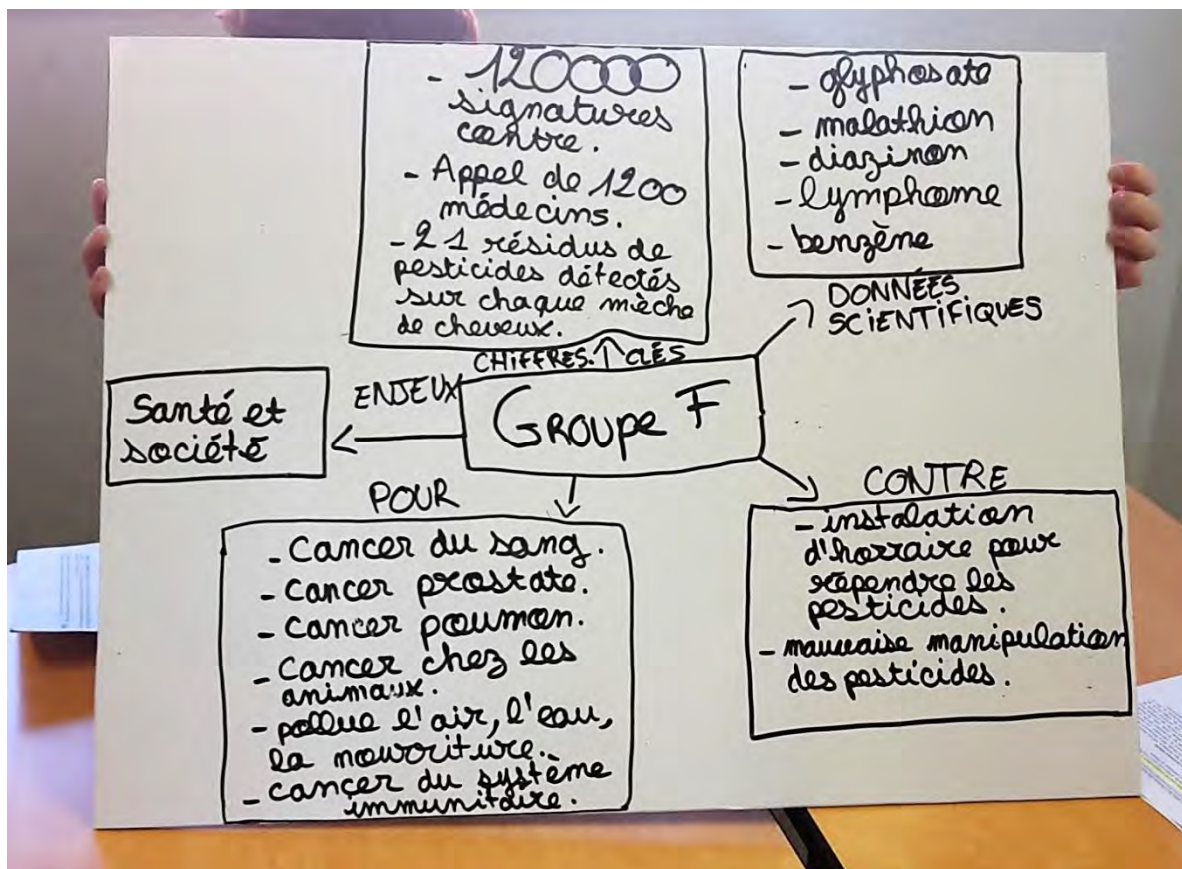 - 120000
signatures
contre.
- Appel de 1200
médecins.
- 21 résidus de
pesticides détectés
sur chaque mèche
de cheveux.
CHIFFRES CLÉS
- glyphosate
- malathion
- diazinon
- lymphome
- benzène
DONNÉES
SCIENTIFIQUES
ENJEUX
Santé et
société
GROUPE F
POUR
- Cancer du sang.
- Cancer prostate.
- Cancer poumon.
- Cancer chez les
animaux.
- pollue l'air, l'eau,
la nouoriture.
- cancer du système
immunitaire.
CONTRE
- instalation
d'horraire pour
répendre les
pesticides.
- mauvaise manipulation
des pesticides.